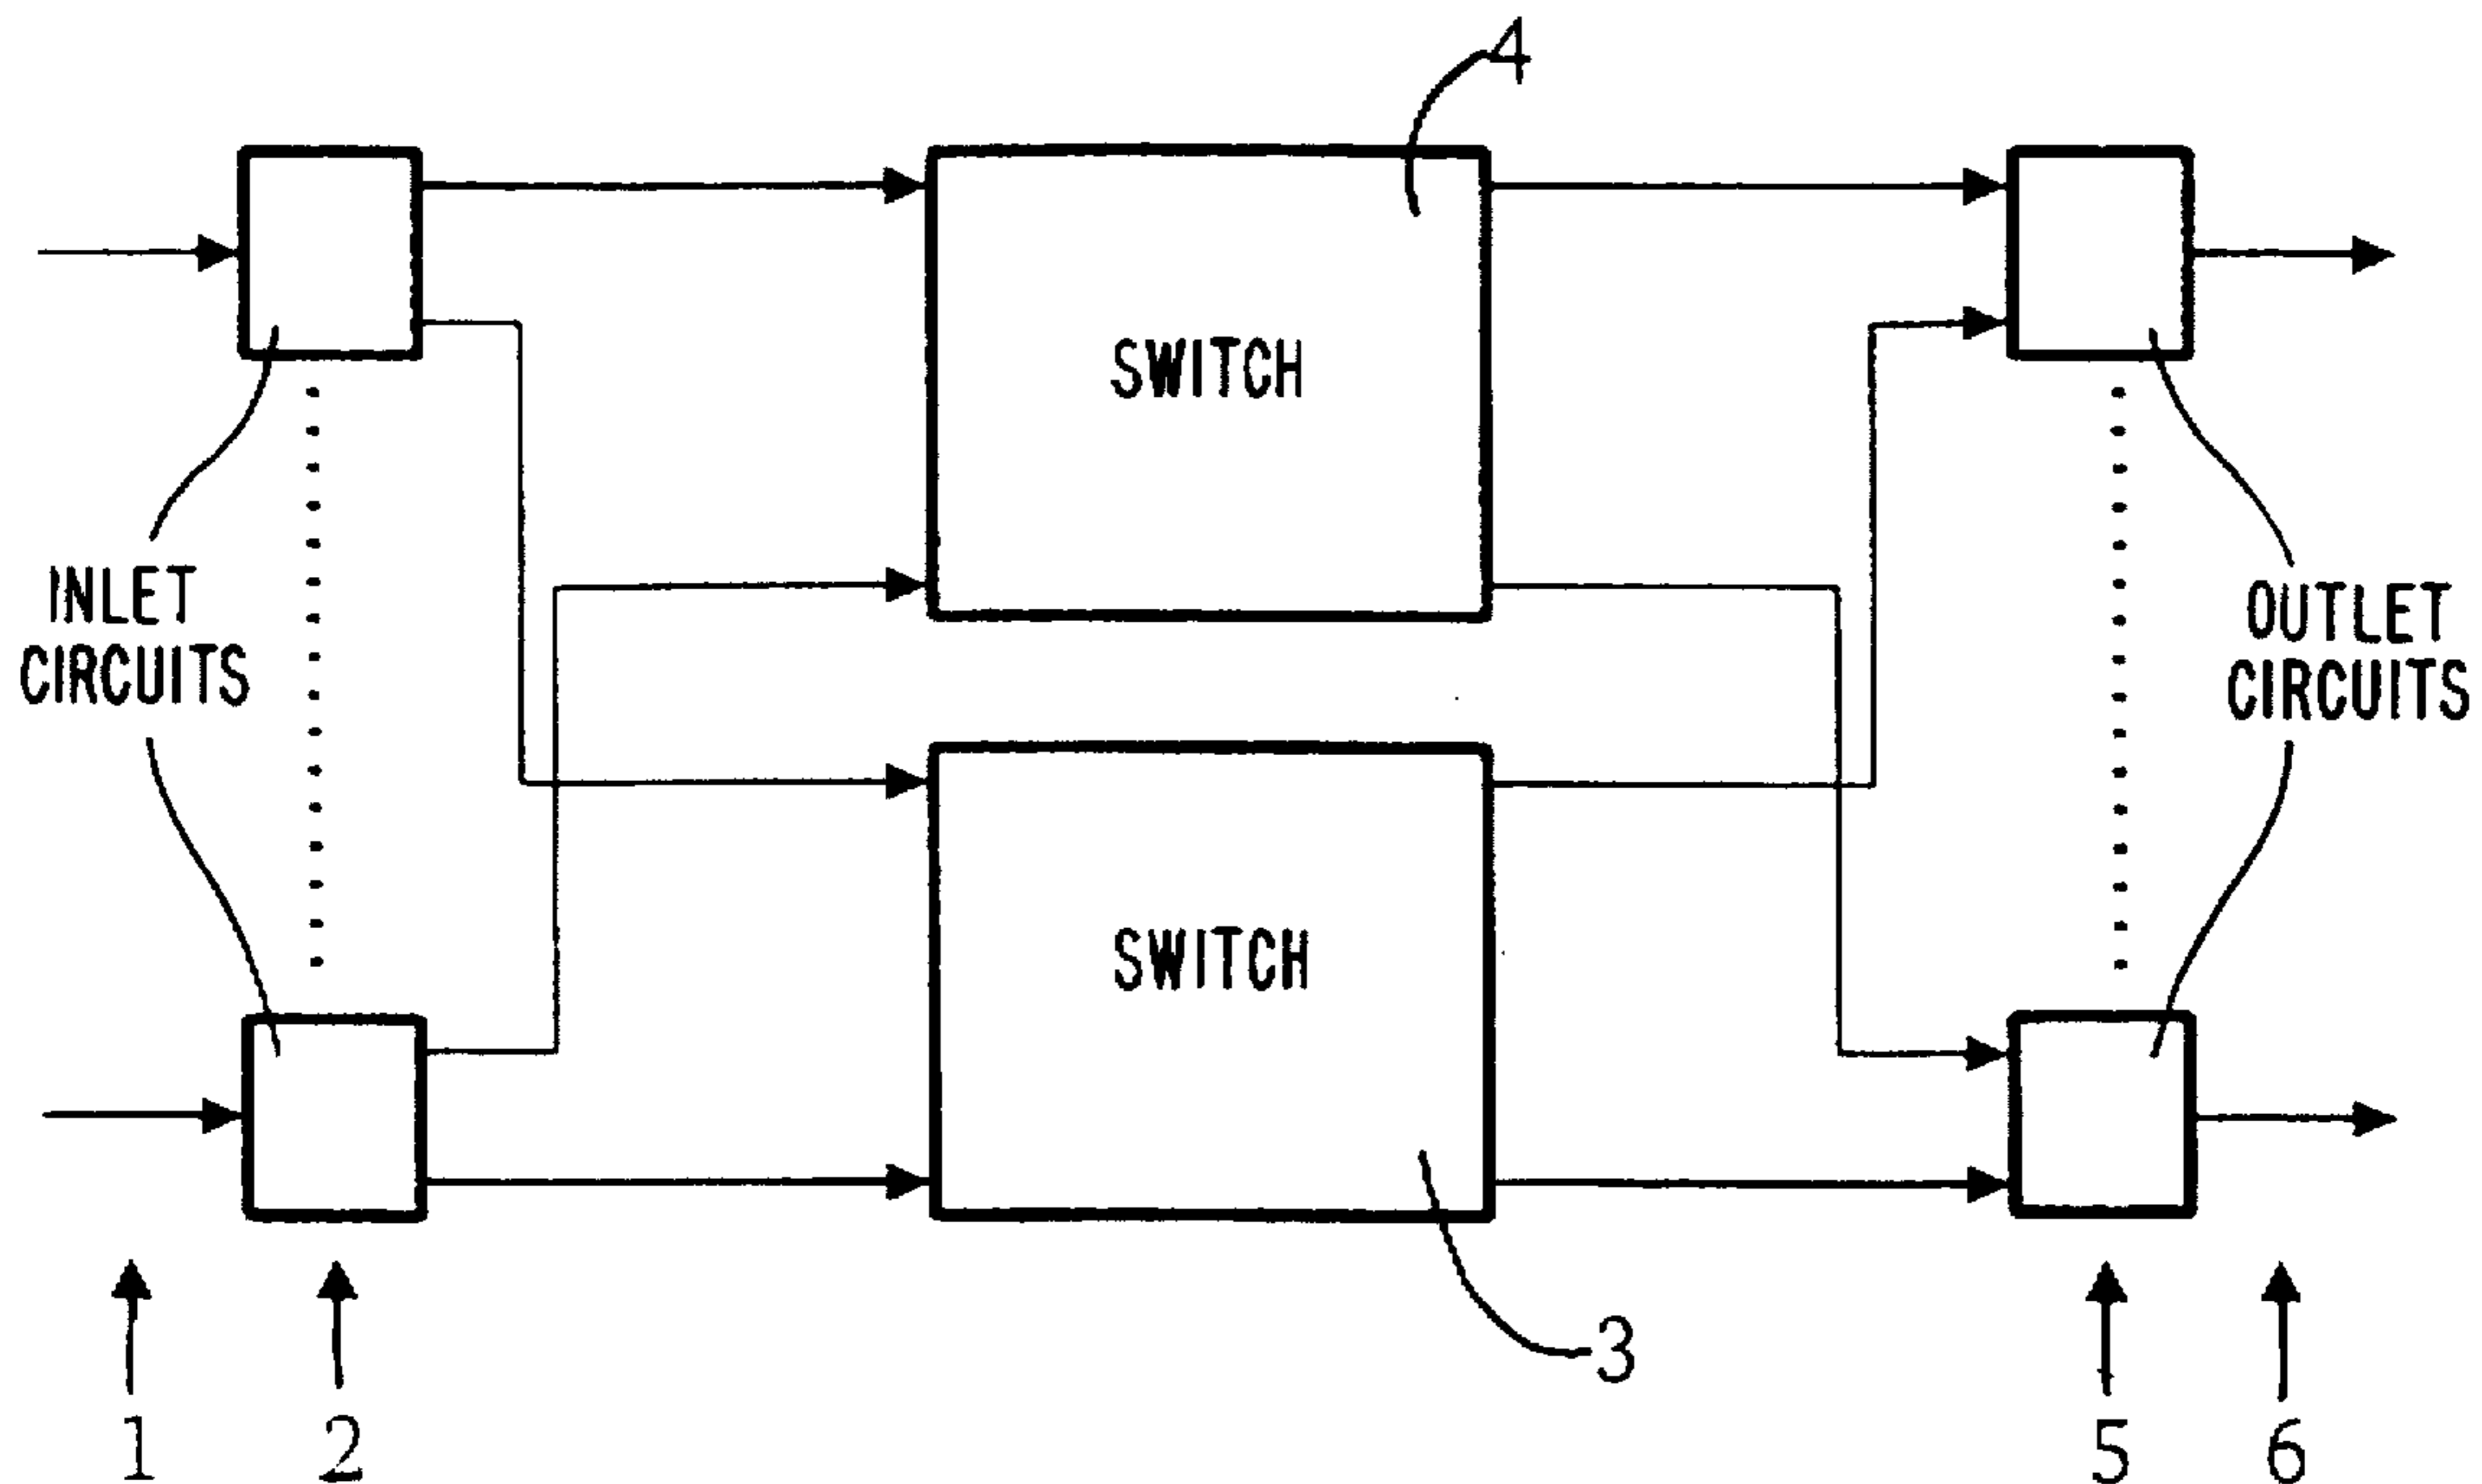 4
SWITCH
INLET
CIRCUITS
OUTLET
CIRCUITS
SWITCH
3
1
2
5
6